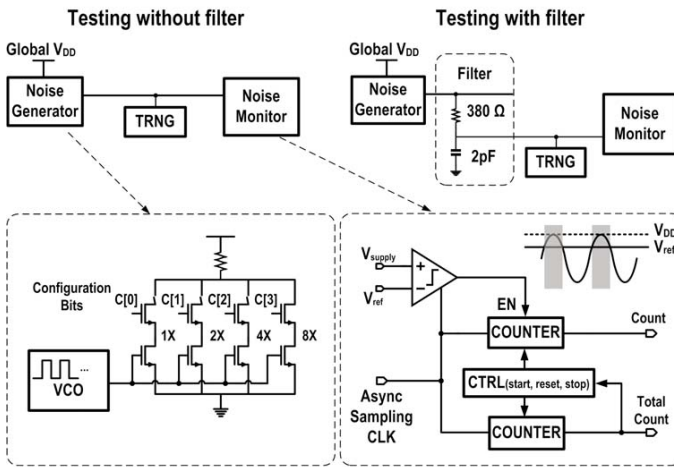 Testing without filter
Testing with filter
Global VDD
Noise Generator
TRNG
Noise Monitor
Global VDD
Noise Generator
Filter
380 Ω
2pF
TRNG
Noise Monitor
Configuration Bits
C[0]
C[1]
C[2]
C[3]
1X
2X
4X
8X
...
VCO
Vsupply
Vref
+
−
VDD
Vref
EN
COUNTER
Count
CTRL(start, reset, stop)
Async Sampling CLK
COUNTER
Total Count